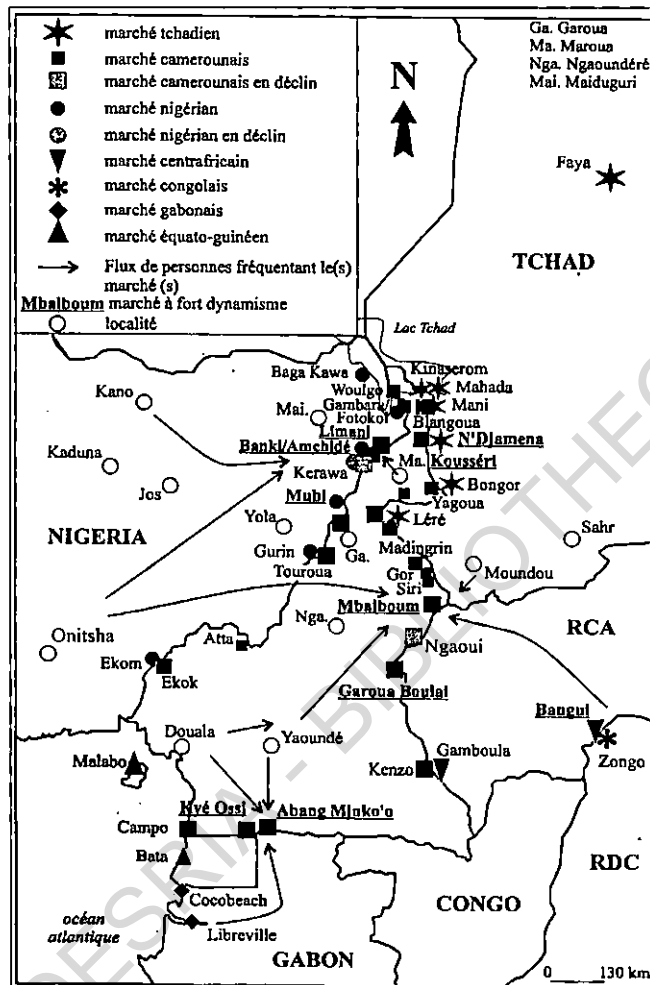 marché tchadien
marché camerounais
marché camerounais en déclin
marché nigérian
marché nigérian en déclin
marché centrafricain
marché congolais
marché gabonais
marché équato-guinéen
Flux de personnes fréquentant le(s)
marché (s)
Mbalboum marché à fort dynamisme
localité
Ga. Garoua
Ma. Maroua
Nga. Ngaoundéré
Mai. Maiduguri
N
Faya
TCHAD
Lac Tchad
Kinaserom
Baga Kawa
Woulgo
Mahada
Kano
Gambaru
Mani
Mai.
Fotokol
Blangoua
Limani
N'Djamena
Banki/Amchidé
Kaduna
Kerawa
Ma.
Kousséri
Jos
Bongor
Mubi
Yagoua
NIGERIA
Yola
Léré
Sahr
Ga.
Gurin
Madingrin
Touroua
Gor
Moundou
Siri
Mbalboum
Nga.
RCA
Onitsha
Atta
Ngaoui
Ekom
Ekok
Garoua Boulaï
Bangui
Douala
Yaoundé
Malabo
Gamboula
Zongo
Kenzo
Kyé Ossi
Abang Minko'o
Campo
Bata
RDC
Cocobeach
CONGO
océan
atlantique
Libreville
GABON
0 130 km
DESRIA - BIBLIOTHEC